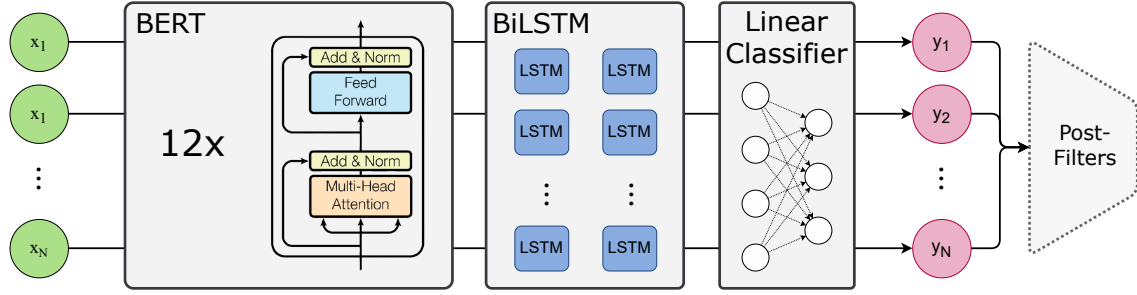 BERT
BiLSTM
Linear
Classifier
x1
x1
⋮
xN
12x
Add & Norm
Feed
Forward
Add & Norm
Multi-Head
Attention
LSTM
LSTM
LSTM
LSTM
⋮
⋮
LSTM
LSTM
y1
y2
⋮
yN
Post-
Filters